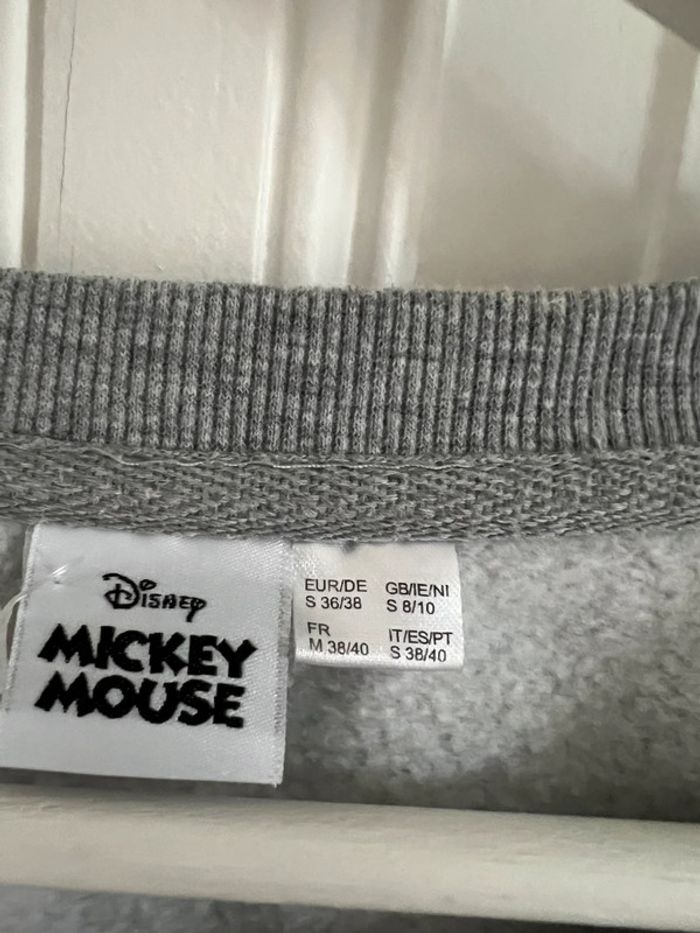 Disney
MICKEY
MOUSE
EUR/DE GB/IE/NI
S 36/38 S 8/10
FR IT/ES/PT
M 38/40 S 38/40